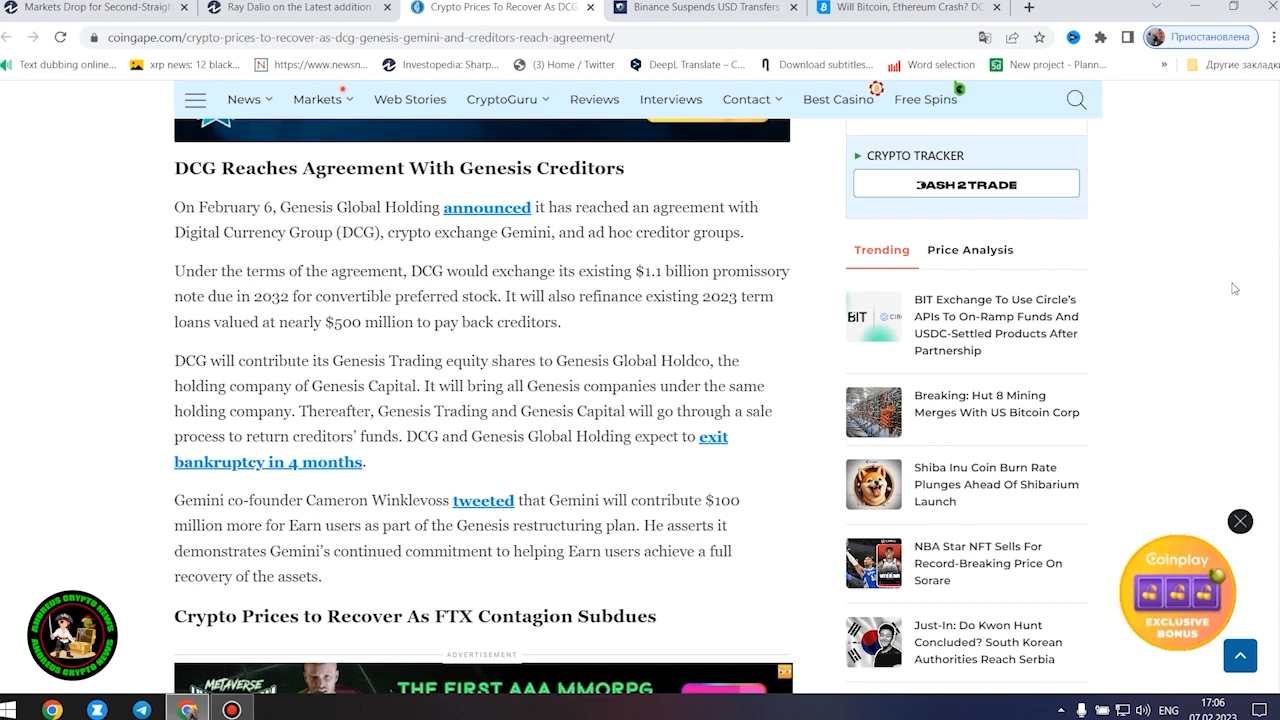 Markets Drop for Second-Straigh
Ray Dalio on the Latest addition
Crypto Prices To Recover As DCG
Binance Suspends USD Transfers
Will Bitcoin, Ethereum Crash? DC
coingape.com/crypto-prices-to-recover-as-dcg-genesis-gemini-and-creditors-reach-agreement/
Приостановлена
Text dubbing online...
xrp news: 12 black...
https://www.newsn...
Investopedia: Sharp...
(3) Home / Twitter
DeepL Translate – C...
Download subtitles...
Word selection
New project - Plann...
»
Другие закладки
News
Markets
Web Stories
CryptoGuru
Reviews
Interviews
Contact
Best Casino
Free Spins
DCG Reaches Agreement With Genesis Creditors
On February 6, Genesis Global Holding announced it has reached an agreement with
Digital Currency Group (DCG), crypto exchange Gemini, and ad hoc creditor groups.
Under the terms of the agreement, DCG would exchange its existing $1.1 billion promissory
note due in 2032 for convertible preferred stock. It will also refinance existing 2023 term
loans valued at nearly $500 million to pay back creditors.
DCG will contribute its Genesis Trading equity shares to Genesis Global Holdco, the
holding company of Genesis Capital. It will bring all Genesis companies under the same
holding company. Thereafter, Genesis Trading and Genesis Capital will go through a sale
process to return creditors' funds. DCG and Genesis Global Holding expect to exit
bankruptcy in 4 months.
Gemini co-founder Cameron Winklevoss tweeted that Gemini will contribute $100
million more for Earn users as part of the Genesis restructuring plan. He asserts it
demonstrates Gemini's continued commitment to helping Earn users achieve a full
recovery of the assets.
Crypto Prices to Recover As FTX Contagion Subdues
ADVERTISEMENT
METAVERSE
THE FIRST AAA MMORPG
CRYPTO TRACKER
DASH 2 TRADE
Trending
Price Analysis
BIT
BIT Exchange To Use Circle's
APIs To On-Ramp Funds And
USDC-Settled Products After
Partnership
Breaking: Hut 8 Mining
Merges With US Bitcoin Corp
Shiba Inu Coin Burn Rate
Plunges Ahead Of Shibarium
Launch
NBA Star NFT Sells For
Record-Breaking Price On
Sorare
Just-In: Do Kwon Hunt
Concluded? South Korean
Authorities Reach Serbia
Coinplay
EXCLUSIVE
BONUS
ANDREUS CRYPTO NEWS
ANDREUS CRYPTO NEWS
ENG
17:06
07.02.2023